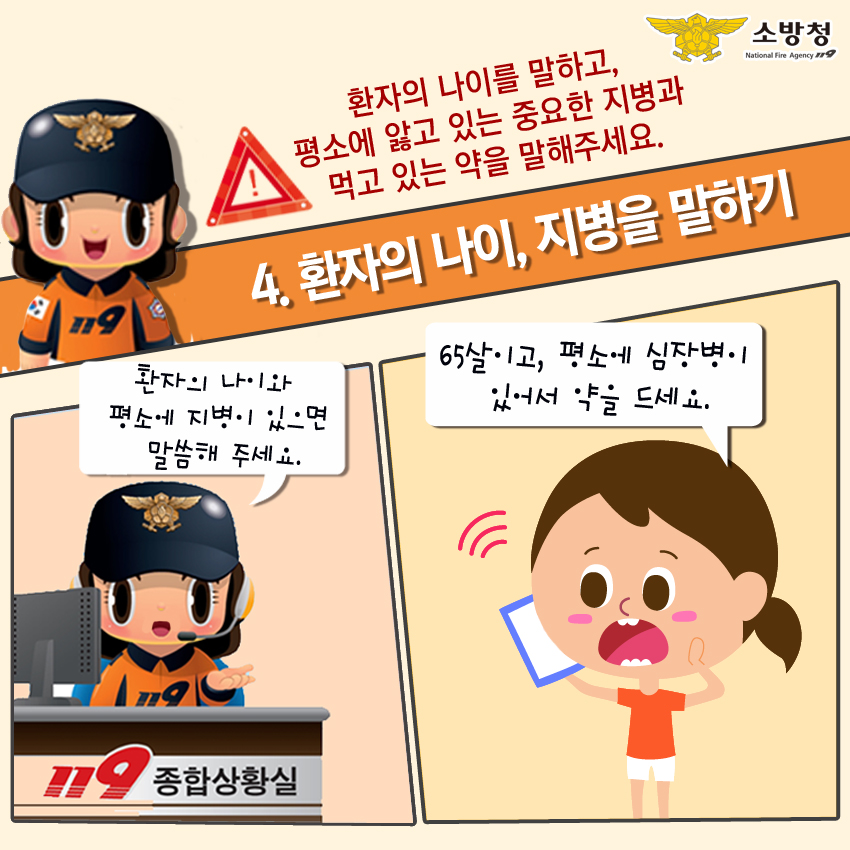 소방청
National Fire Agency 119
환자의 나이를 말하고,
평소에 앓고 있는 중요한 지병과
먹고 있는 약을 말해주세요.
4. 환자의 나이, 지병을 말하기
119
환자의 나이와
평소에 지병이 있으면
말씀해 주세요.
65살이고, 평소에 심장병이
있어서 약을 드세요.
119
119 종합상황실